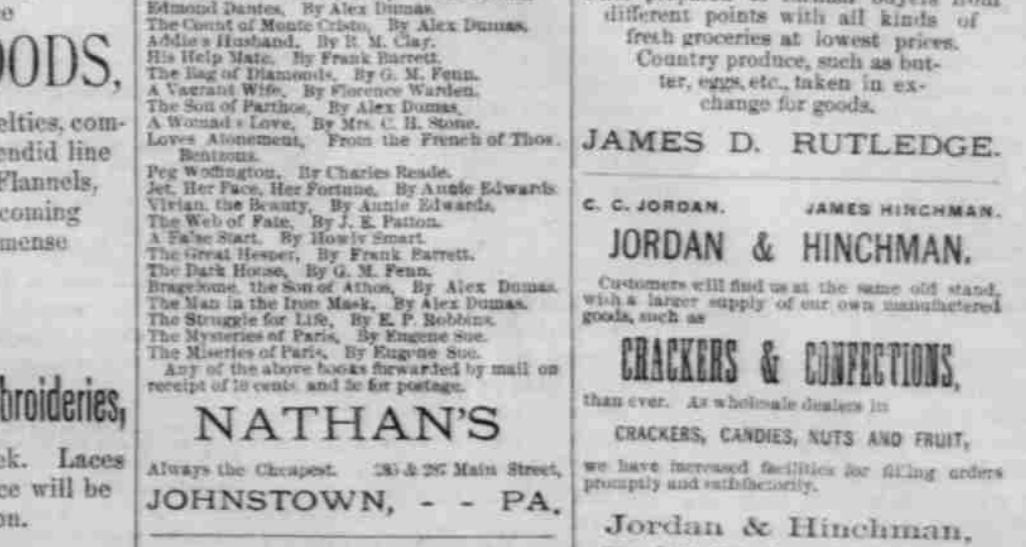 OODS,
elties, com-
endid line
Flannels,
coming
mense
broideries,
ek. Laces
ce will be
on.
Edmond Dantes, By Alex Dumas.
The Count of Monte Cristo, By Alex Dumas.
Addie's Husband, By R. M. Clay.
His Help Mate, By Frank Barrett.
The Bag of Diamonds, By G. M. Fenn.
A Vagrant Wife, By Florence Warden.
The Son of Porthos, By Alex Dumas.
A Woman's Love, By Mrs. C. H. Stone.
Loves Atonement, From the French of Thos.
Bentzons.
Peg Woffington, By Charles Reade.
Jet, Her Face, Her Fortune, By Annie Edwards
Vivian, the Beauty, By Annie Edwards.
The Web of Fate, By J. E. Patton.
A False Start, By Howly Smart.
The Great Hesper, By Frank Barrett.
The Dark House, By G. M. Fenn.
Bragelone, the Son of Athos, By Alex Dumas.
The Man in the Iron Mask, By Alex Dumas.
The Struggle for Life, By E. P. Robbins.
The Mysteries of Paris, By Eugene Sue.
The Miseries of Paris, By Eugene Sue.
Any of the above books forwarded by mail on
receipt of 10 cents and 3c for postage.
NATHAN'S
Always the Cheapest. 285 & 287 Main Street,
JOHNSTOWN, - - PA.
different points with all kinds of
fresh groceries at lowest prices.
Country produce, such as but-
ter, eggs, etc., taken in ex-
change for goods.
JAMES D. RUTLEDGE.
C. C. JORDAN. JAMES HINCHMAN.
JORDAN & HINCHMAN.
Customers will find us at the same old stand,
with a larger supply of our own manufactered
goods, such as
CRACKERS & CONFECTIONS,
than ever. As wholesale dealers in
CRACKERS, CANDIES, NUTS AND FRUIT,
we have increased facilities for filling orders
promptly and satisfactorily.
Jordan & Hinchman,